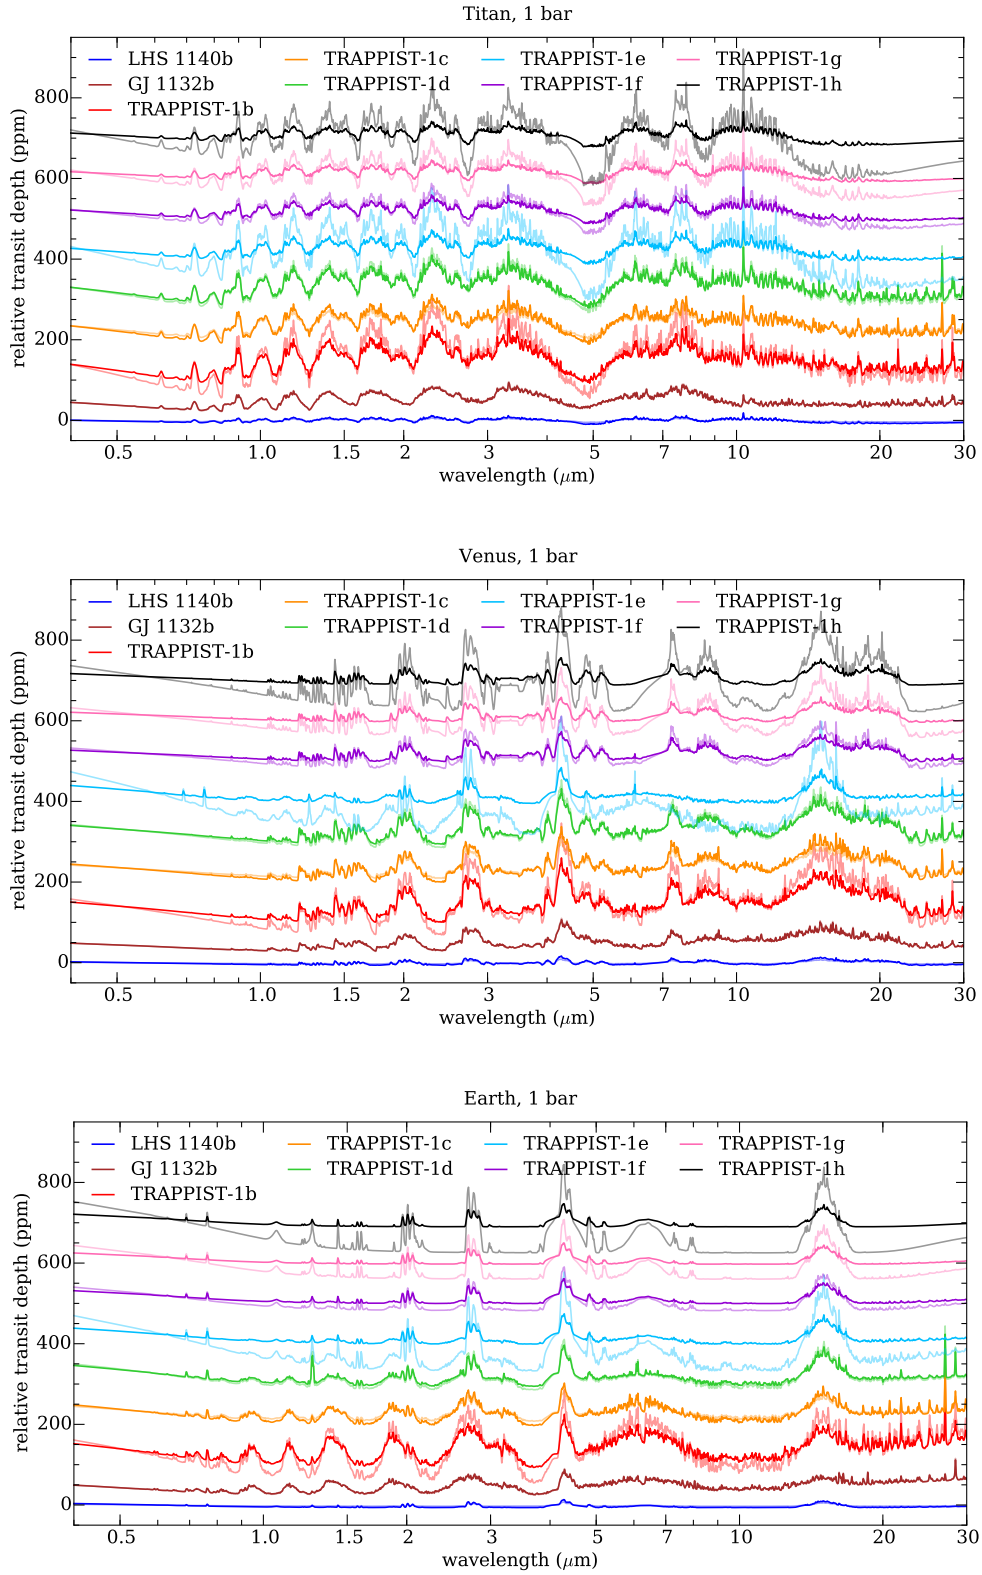 Titan, 1 bar
relative transit depth (ppm)
LHS 1140b
GJ 1132b
TRAPPIST-1b
TRAPPIST-1c
TRAPPIST-1d
TRAPPIST-1e
TRAPPIST-1f
TRAPPIST-1g
TRAPPIST-1h
800
600
400
200
0
0.5 1.0 1.5 2 3 5 7 10 20 30
wavelength (μm)
Venus, 1 bar
relative transit depth (ppm)
LHS 1140b
GJ 1132b
TRAPPIST-1b
TRAPPIST-1c
TRAPPIST-1d
TRAPPIST-1e
TRAPPIST-1f
TRAPPIST-1g
TRAPPIST-1h
800
600
400
200
0
0.5 1.0 1.5 2 3 5 7 10 20 30
wavelength (μm)
Earth, 1 bar
relative transit depth (ppm)
LHS 1140b
GJ 1132b
TRAPPIST-1b
TRAPPIST-1c
TRAPPIST-1d
TRAPPIST-1e
TRAPPIST-1f
TRAPPIST-1g
TRAPPIST-1h
800
600
400
200
0
0.5 1.0 1.5 2 3 5 7 10 20 30
wavelength (μm)